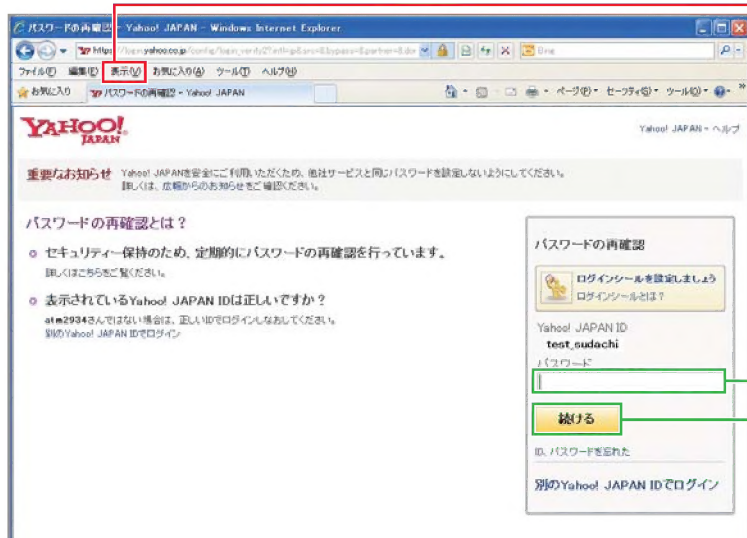 パスワードの再確認 - Yahoo! JAPAN - Windows Internet Explorer
https://login.yahoo.co.jp/config/login_verify2?
Bing
ファイル(F) 編集(E) 表示(V) お気に入り(A) ツール(T) ヘルプ(H)
お気に入り パスワードの再確認 - Yahoo! JAPAN ページ(P) セーフティ(S) ツール(O)
YAHOO!
JAPAN
Yahoo! JAPAN - ヘルプ
重要なお知らせ Yahoo! JAPANを安全にご利用いただくため、他社サービスと同じパスワードを設定しないようにしてください。
詳しくは、広報からのお知らせをご確認ください。
パスワードの再確認とは？
セキュリティー保持のため、定期的にパスワードの再確認を行っています。
詳しくはこちらをご覧ください。
表示されているYahoo! JAPAN IDは正しいですか？
atm2934さんではない場合は、正しいIDでログインしなおしてください。
別のYahoo! JAPAN IDでログイン
パスワードの再確認
ログインシールを設定しましょう
ログインシールとは？
Yahoo! JAPAN ID
test_sudachi
パスワード
続ける
ID、パスワードを忘れた
別のYahoo! JAPAN IDでログイン